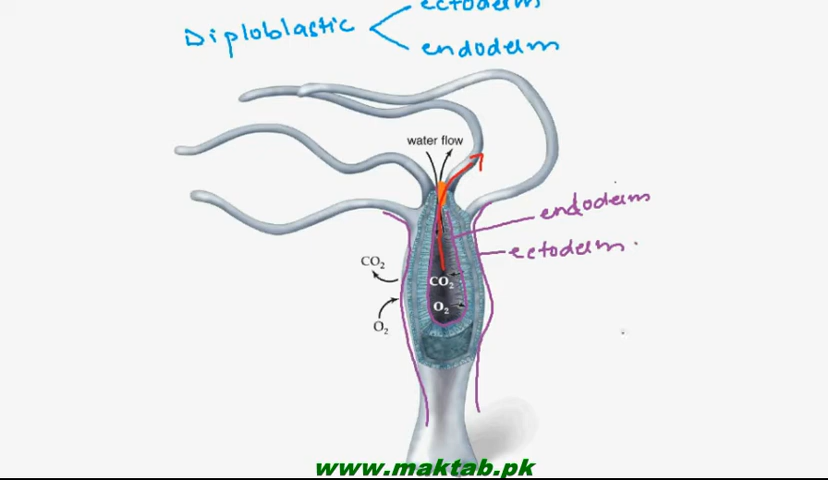 ectoderm
Diploblastic
endoderm
water flow
endoderm
ectoderm.
CO2
CO2
O2
O2
www.maktab.pk